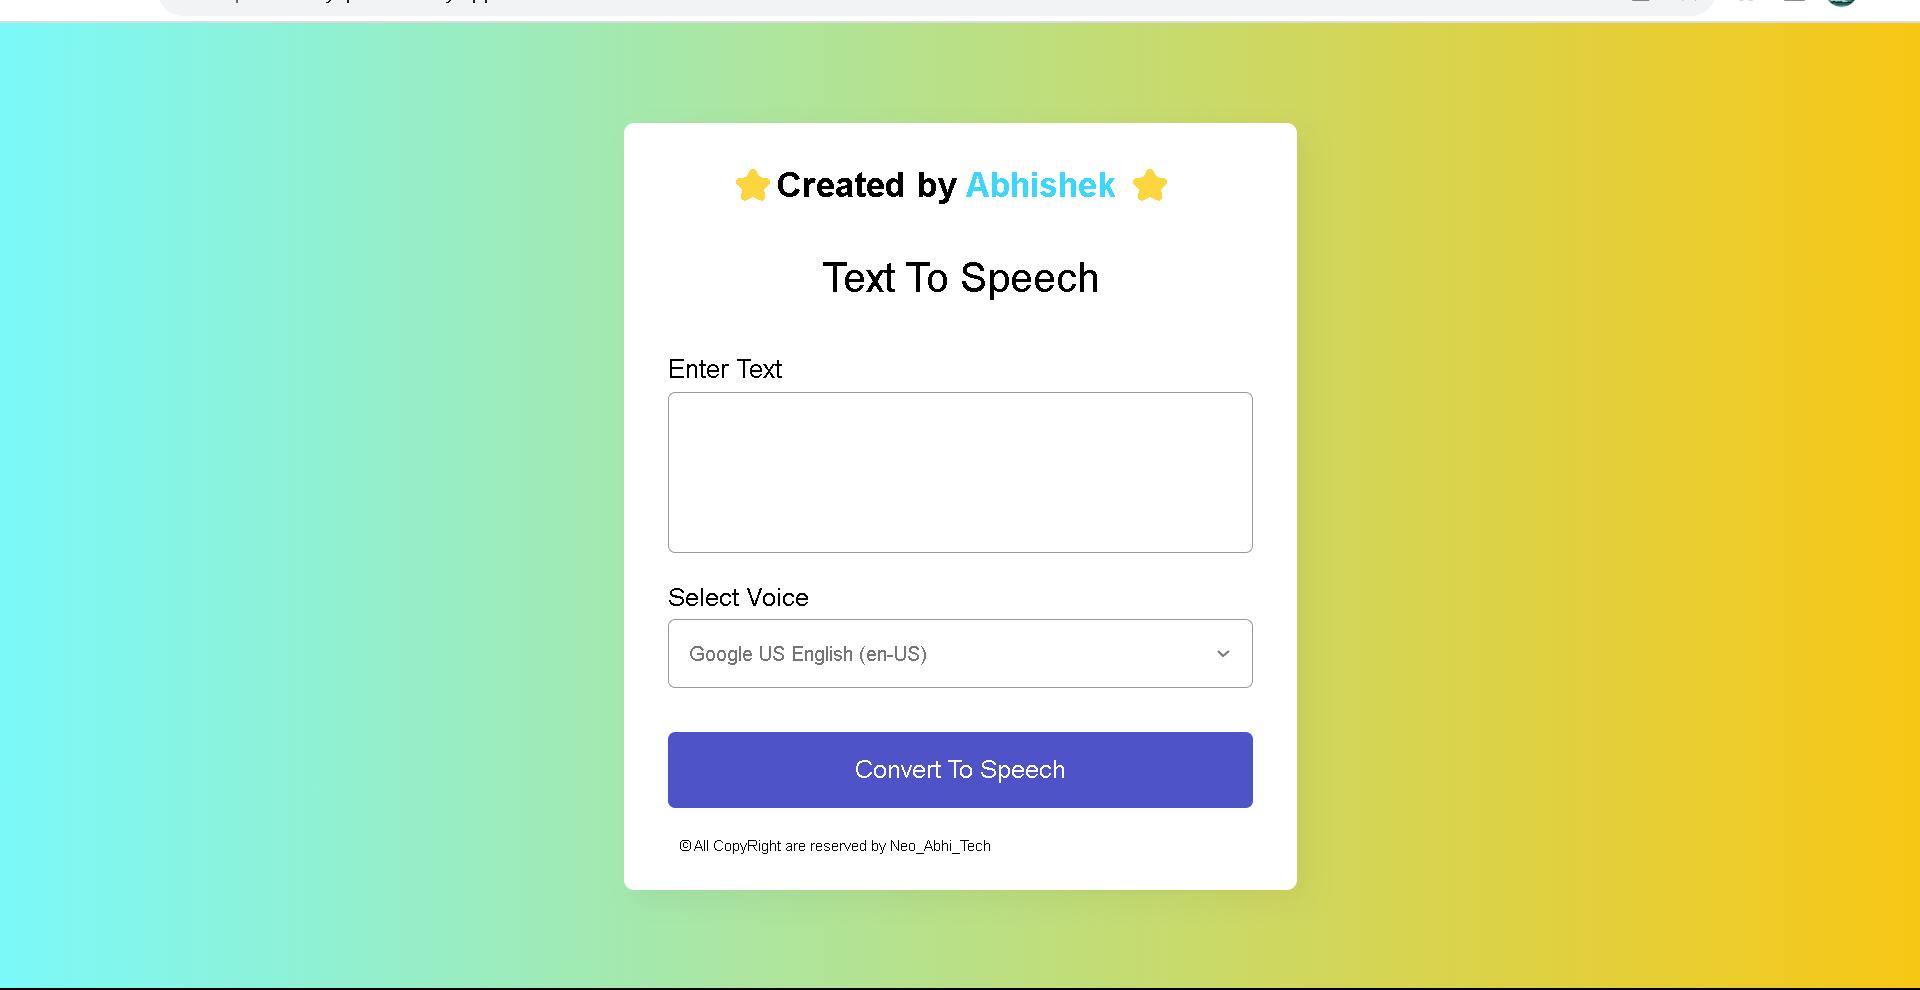 Created by Abhishek
Text To Speech
Enter Text
Select Voice
Google US English (en-US)
Convert To Speech
© All CopyRight are reserved by Neo_Abhi_Tech